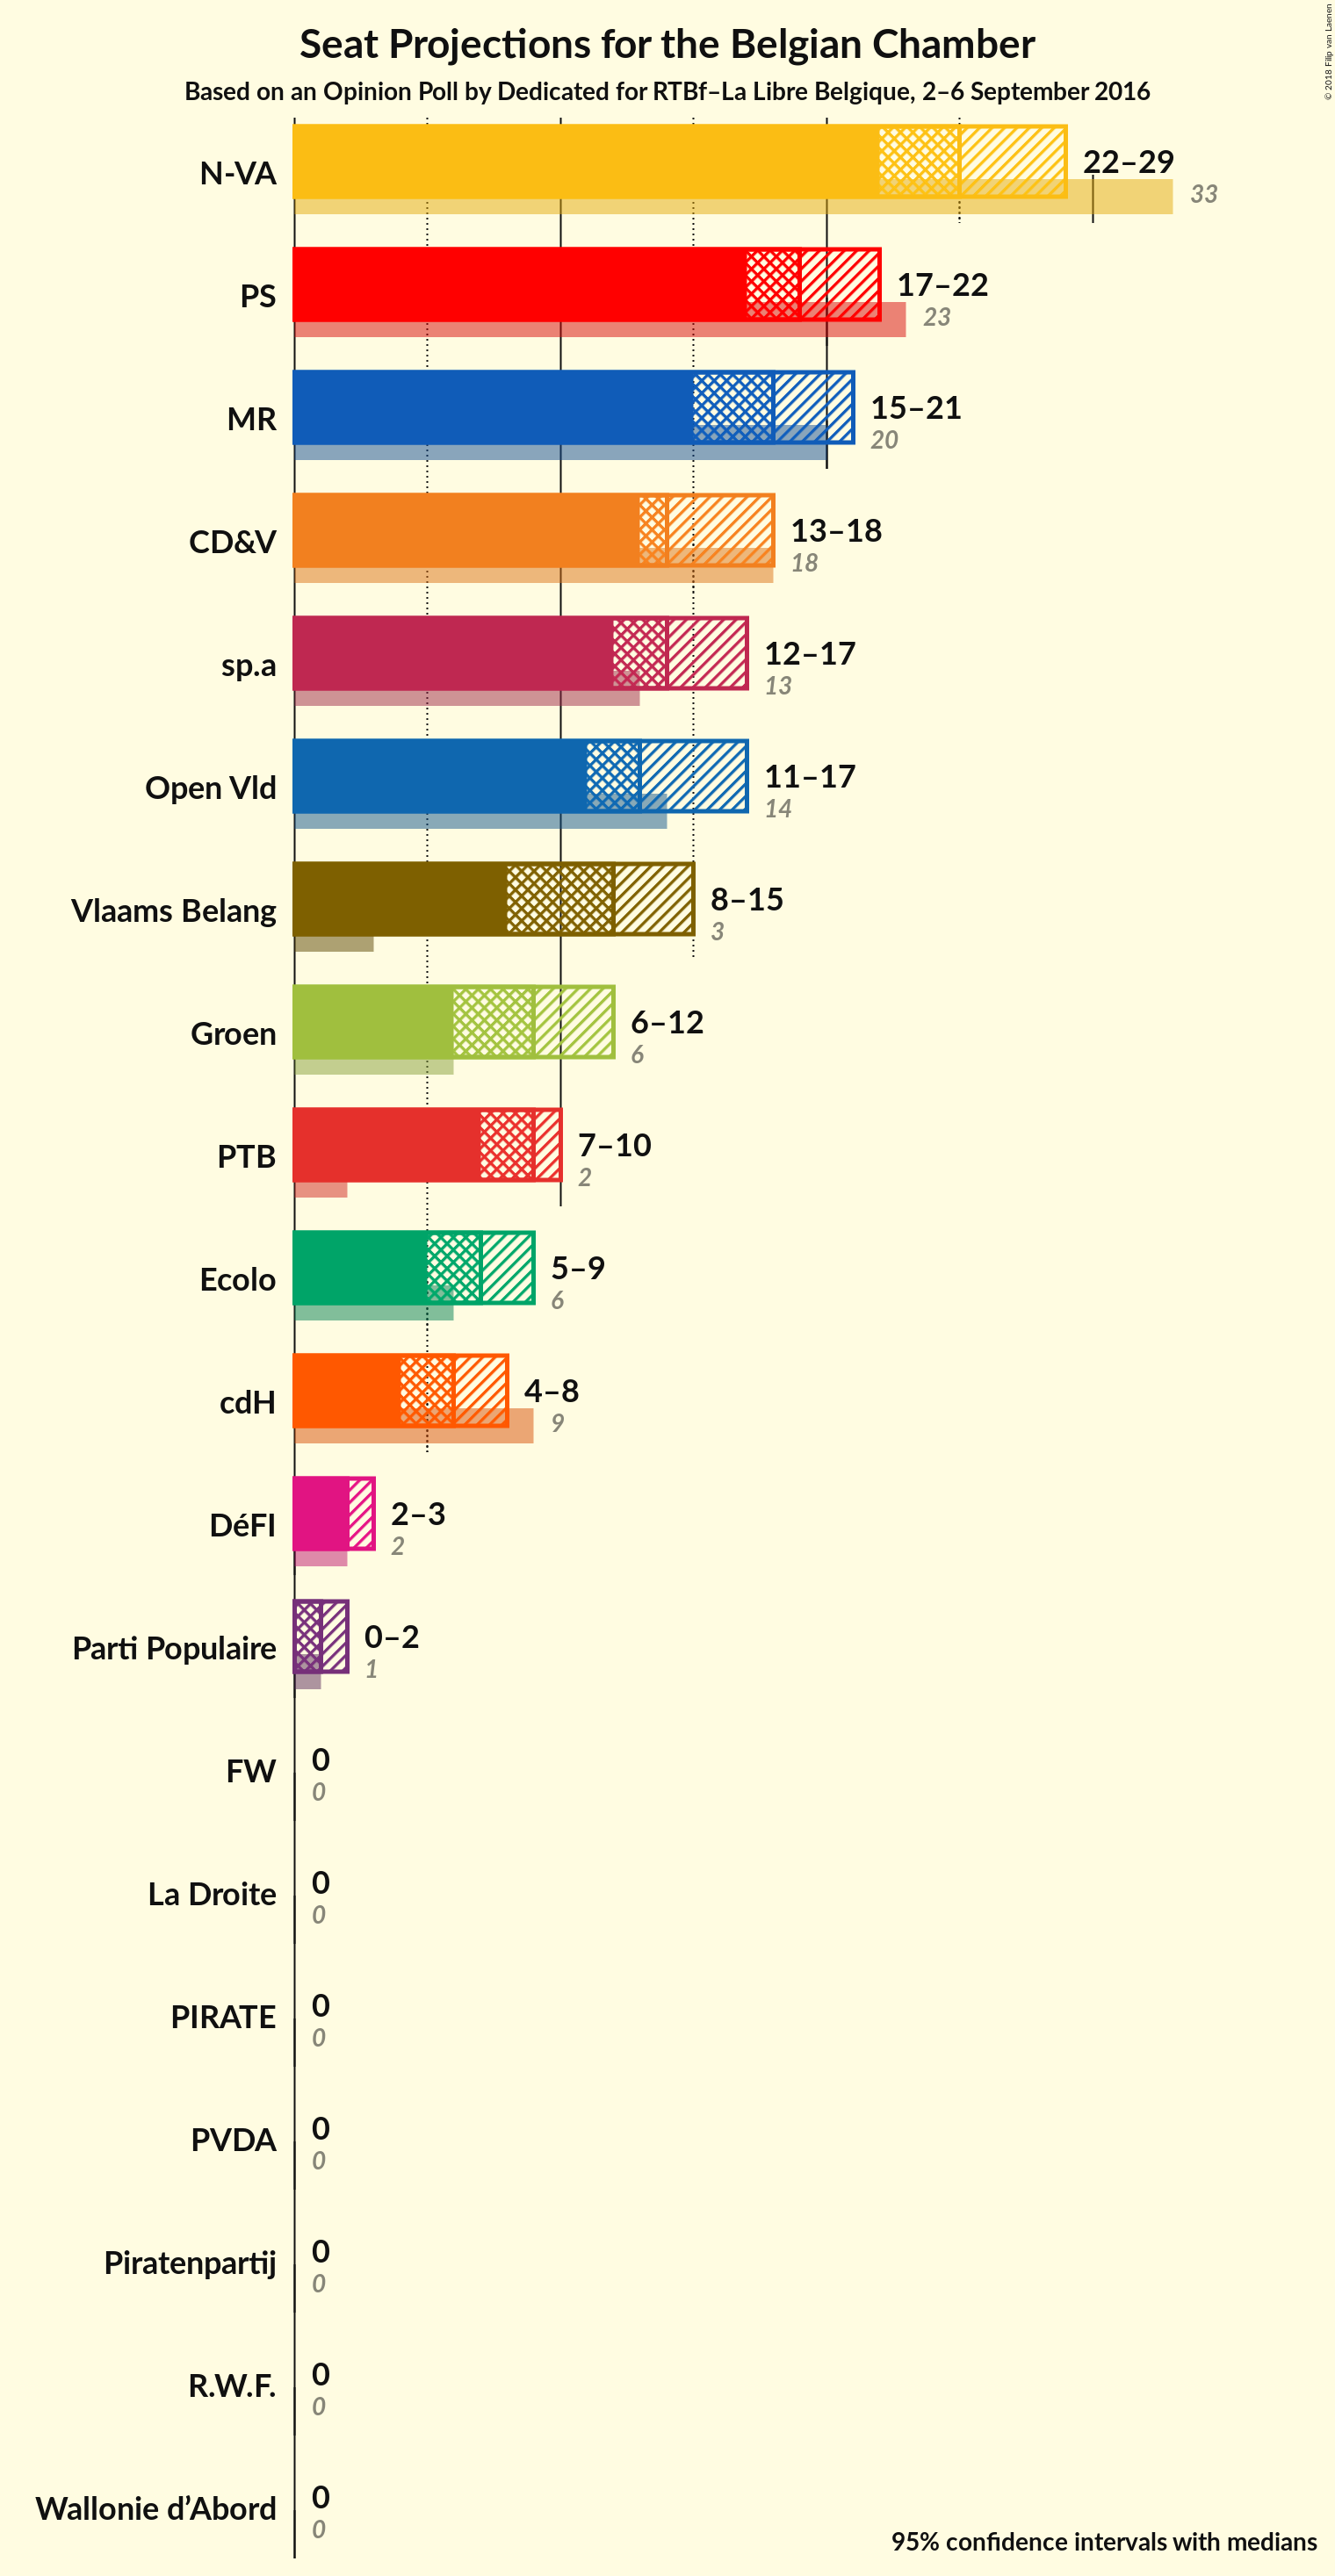 Seat Projections for the Belgian Chamber
Based on an Opinion Poll by Dedicated for RTBf–La Libre Belgique, 2–6 September 2016
© 2018 Filip van Laenen
N-VA
22–29
33
PS
17–22
23
MR
15–21
20
CD&V
13–18
18
sp.a
12–17
13
Open Vld
11–17
14
Vlaams Belang
8–15
3
Groen
6–12
6
PTB
7–10
2
Ecolo
5–9
6
cdH
4–8
9
DéFI
2–3
2
Parti Populaire
0–2
1
FW
0
0
La Droite
0
0
PIRATE
0
0
PVDA
0
0
Piratenpartij
0
0
R.W.F.
0
0
Wallonie d’Abord
0
0
95% confidence intervals with medians